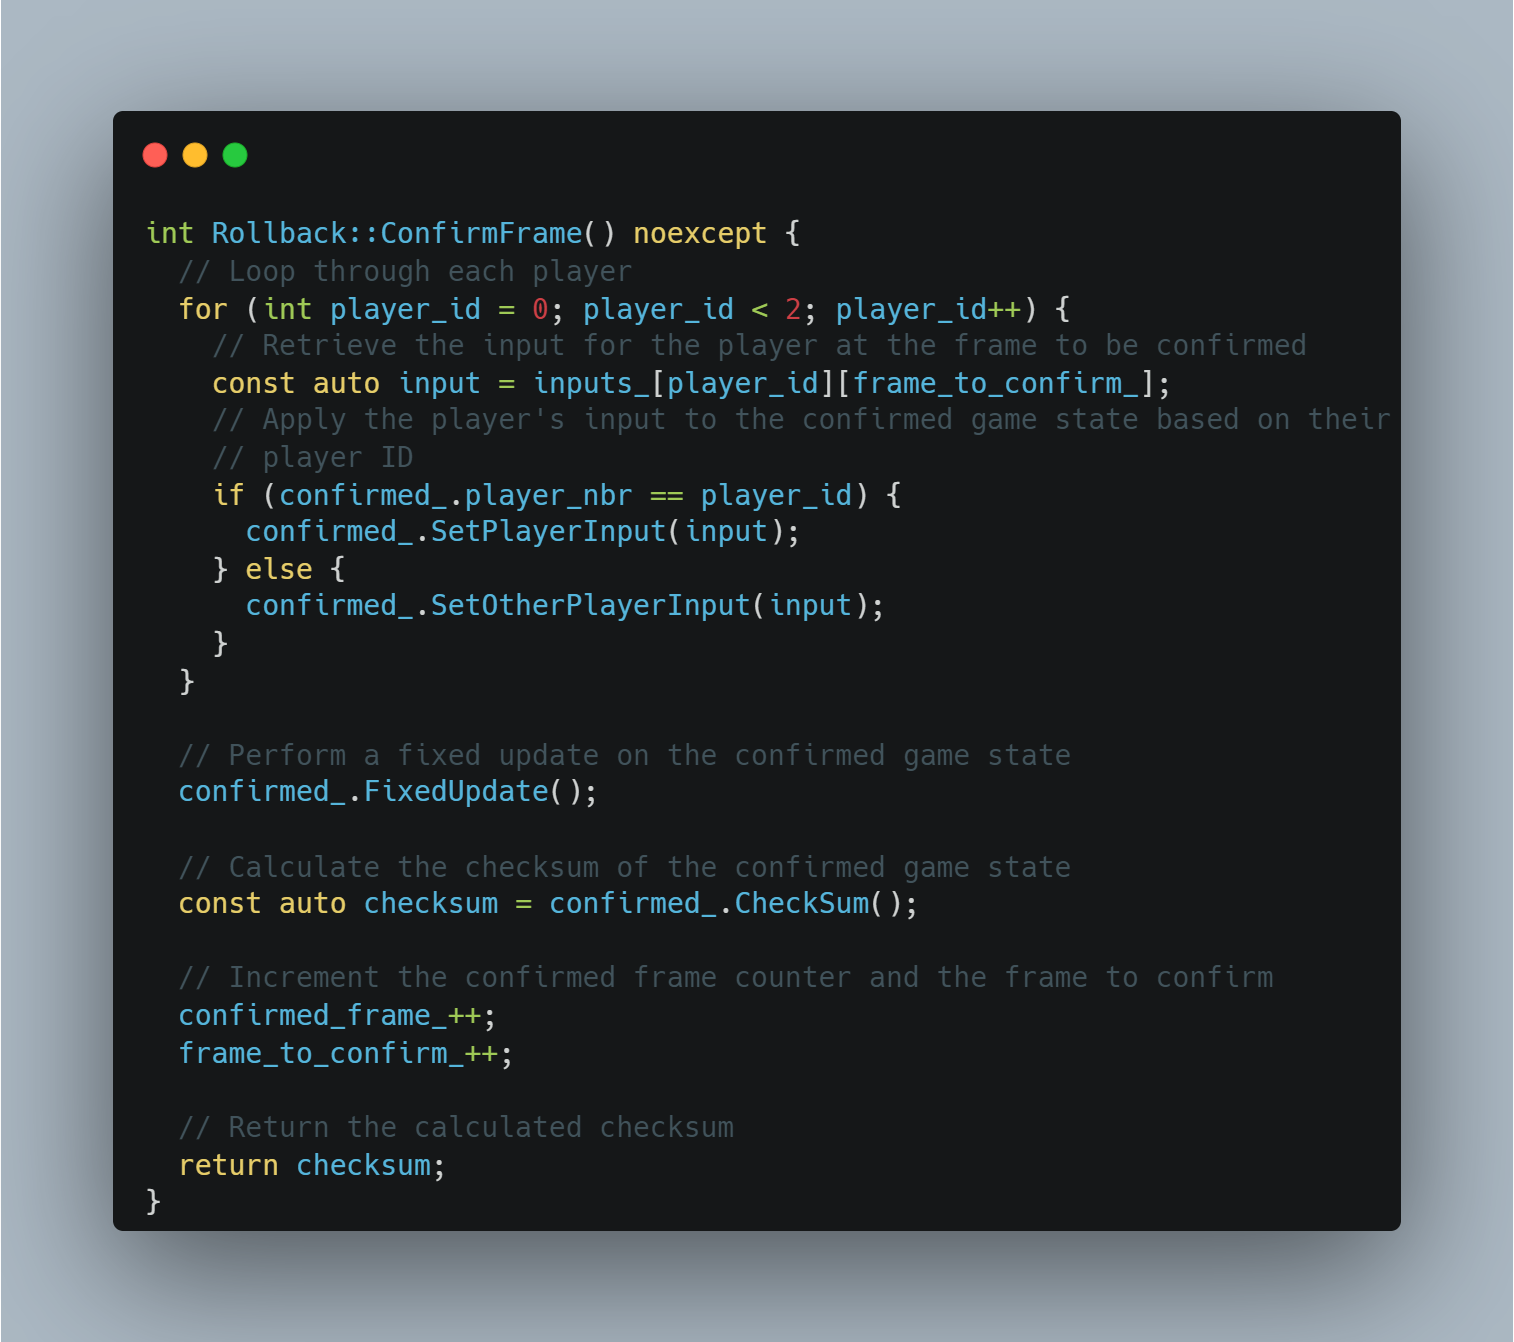 int Rollback::ConfirmFrame() noexcept {
  // Loop through each player
  for (int player_id = 0; player_id < 2; player_id++) {
    // Retrieve the input for the player at the frame to be confirmed
    const auto input = inputs_[player_id][frame_to_confirm_];
    // Apply the player's input to the confirmed game state based on their
    // player ID
    if (confirmed_.player_nbr == player_id) {
      confirmed_.SetPlayerInput(input);
    } else {
      confirmed_.SetOtherPlayerInput(input);
    }
  }

  // Perform a fixed update on the confirmed game state
  confirmed_.FixedUpdate();

  // Calculate the checksum of the confirmed game state
  const auto checksum = confirmed_.CheckSum();

  // Increment the confirmed frame counter and the frame to confirm
  confirmed_frame_++;
  frame_to_confirm_++;

  // Return the calculated checksum
  return checksum;
}